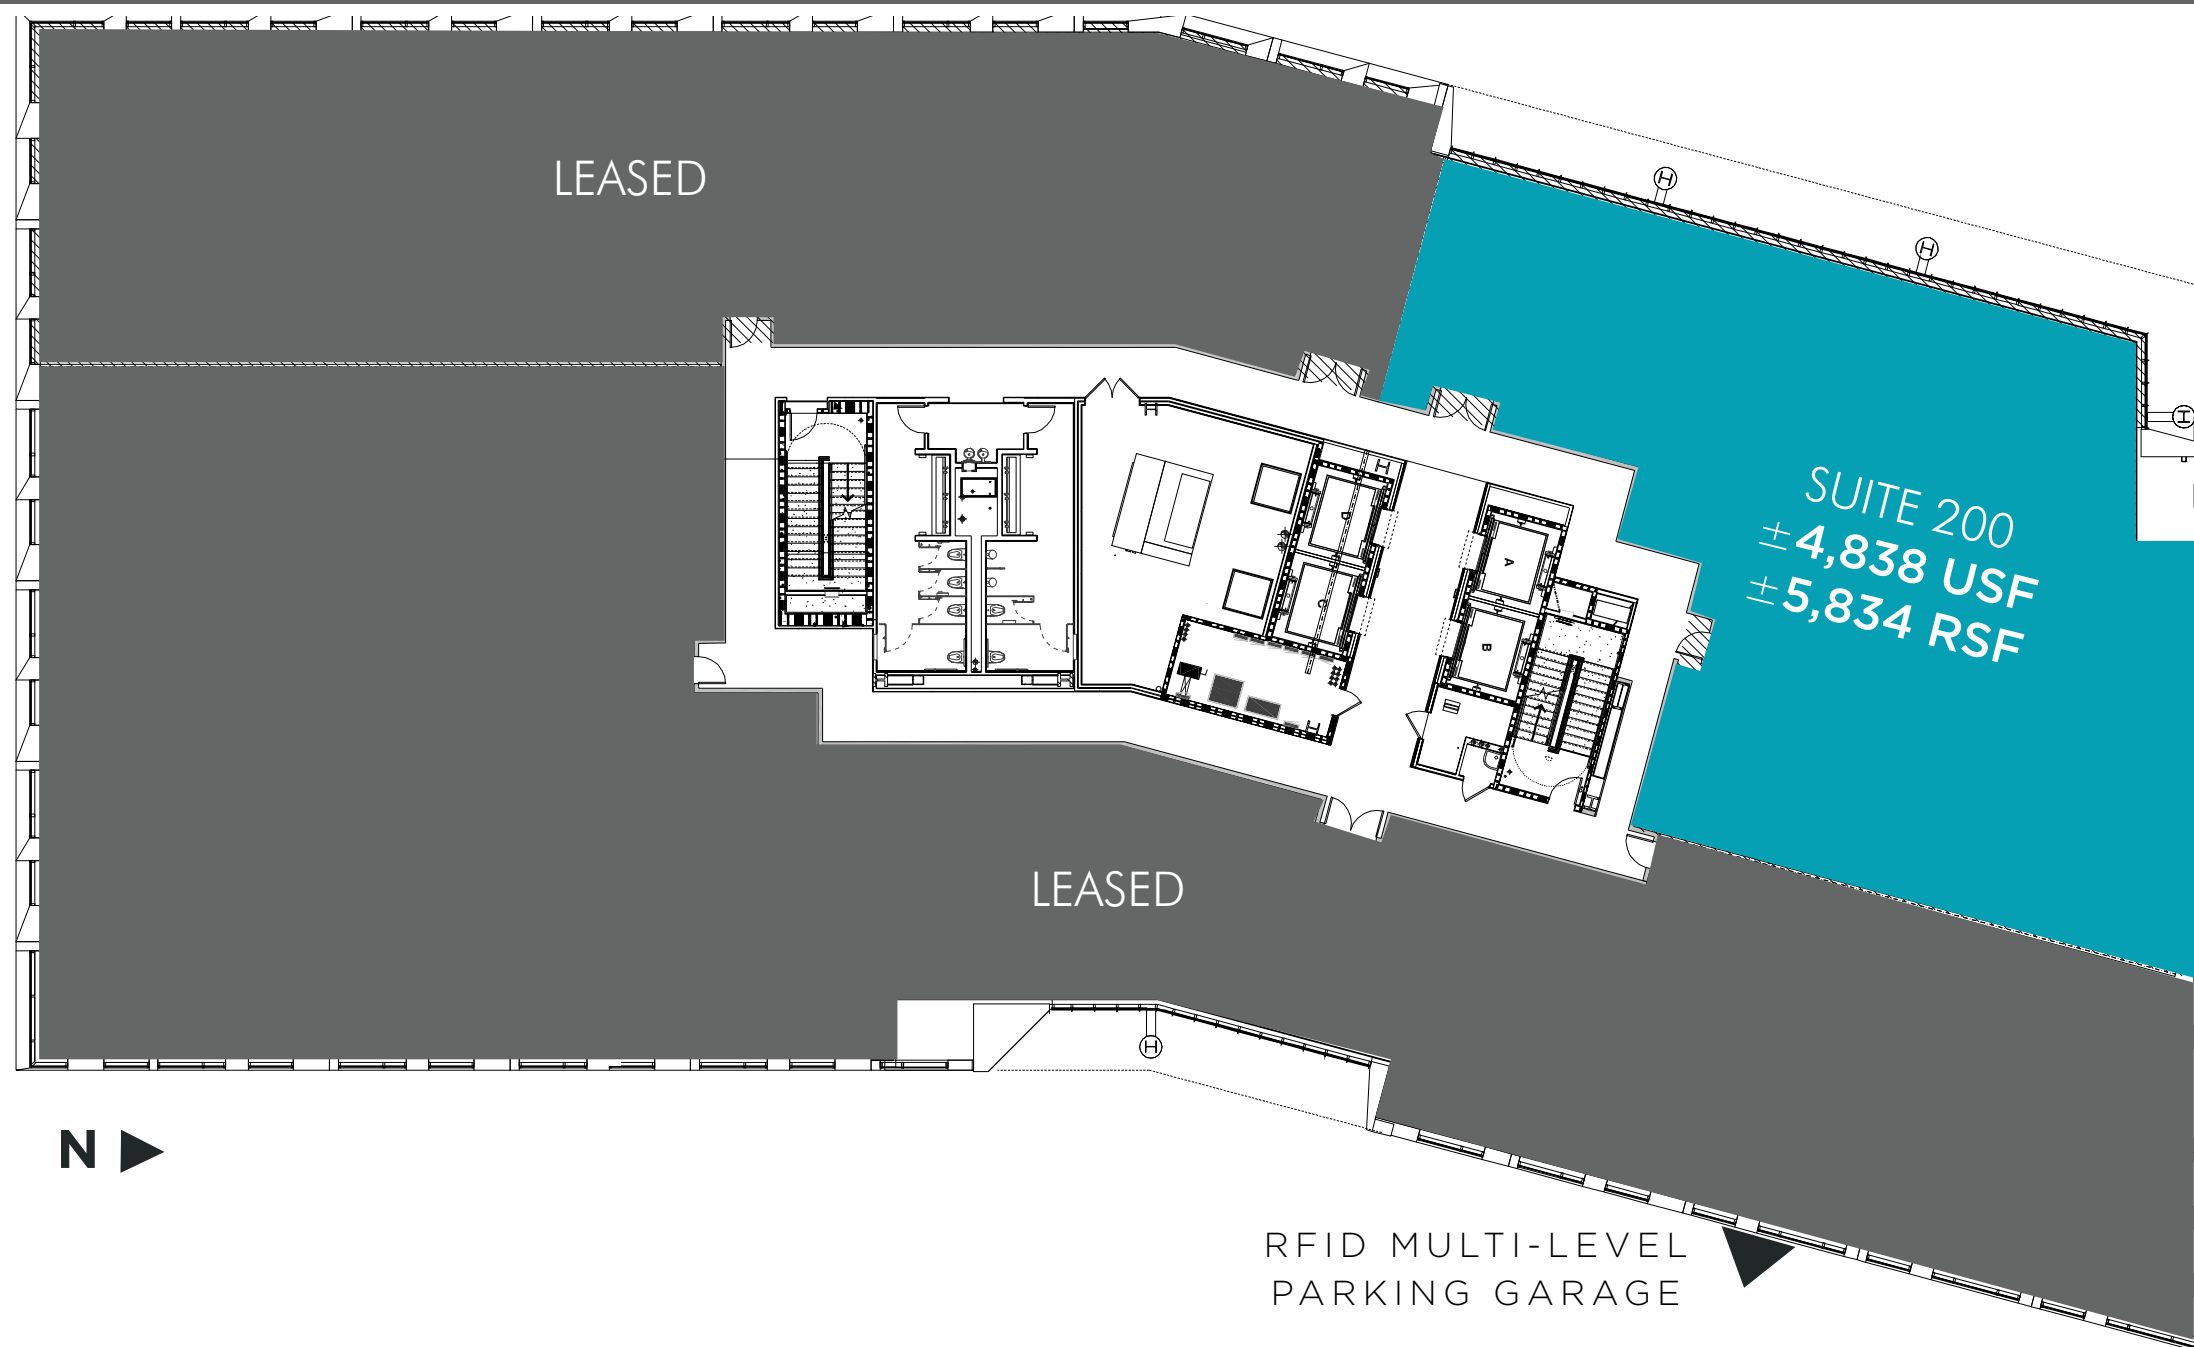 LEASED
SUITE 200
±4,838 USF
±5,834 RSF
D
C
A
B
LEASED
N
RFID MULTI-LEVEL
PARKING GARAGE